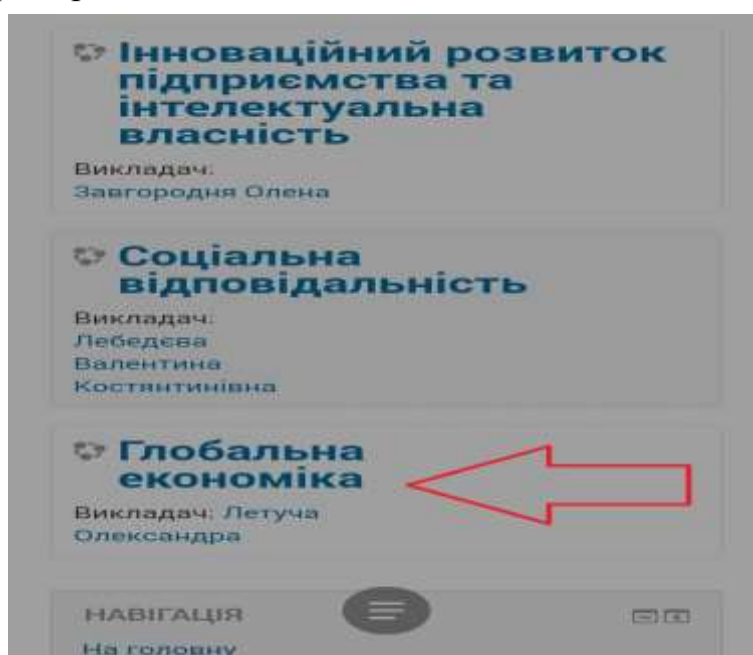 Інноваційний розвиток
підприємства та
інтелектуальна
власність
Викладач:
Завгородня Олена
Соціальна
відповідальність
Викладач:
Лебедєва
Валентина
Костянтинівна
Глобальна
економіка
Викладач: Летуча
Олександра
НАВІГАЦІЯ
На головну